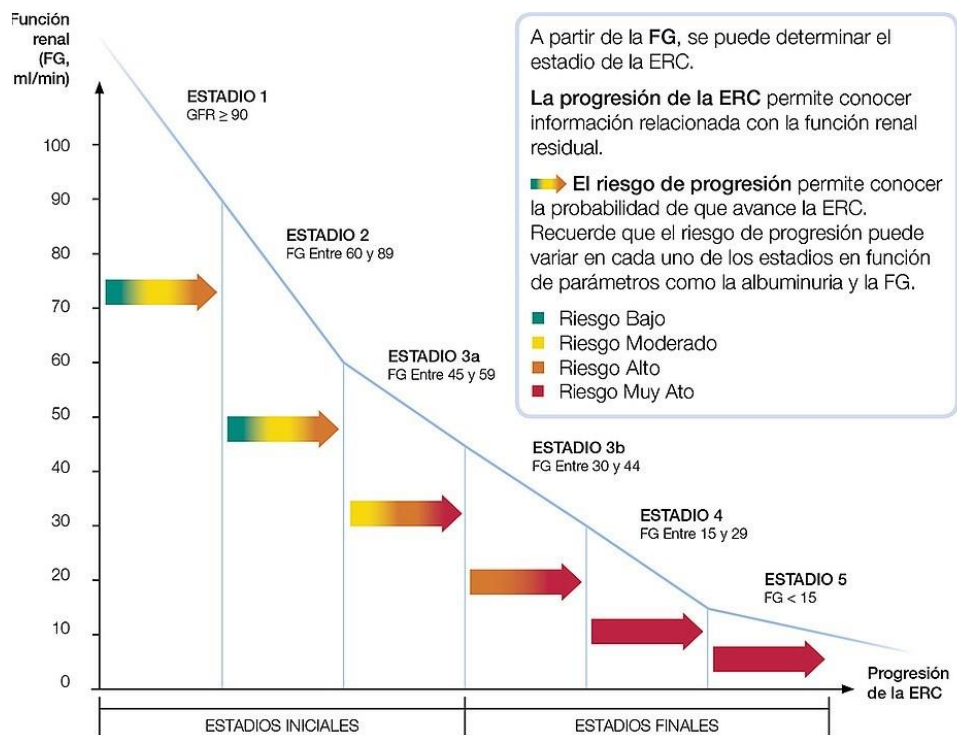 Función
renal
(FG,
ml/min)
100
90
80
70
60
50
40
30
20
10
0
ESTADIO 1
GFR ≥ 90
ESTADIO 2
FG Entre 60 y 89
ESTADIO 3a
FG Entre 45 y 59
ESTADIO 3b
FG Entre 30 y 44
ESTADIO 4
FG Entre 15 y 29
ESTADIO 5
FG < 15
A partir de la FG, se puede determinar el
estadio de la ERC.
La progresión de la ERC permite conocer
información relacionada con la función renal
residual.
El riesgo de progresión permite conocer
la probabilidad de que avance la ERC.
Recuerde que el riesgo de progresión puede
variar en cada uno de los estadios en función
de parámetros como la albuminuria y la FG.
Riesgo Bajo
Riesgo Moderado
Riesgo Alto
Riesgo Muy Ato
Progresión
de la ERC
ESTADIOS INICIALES
ESTADIOS FINALES